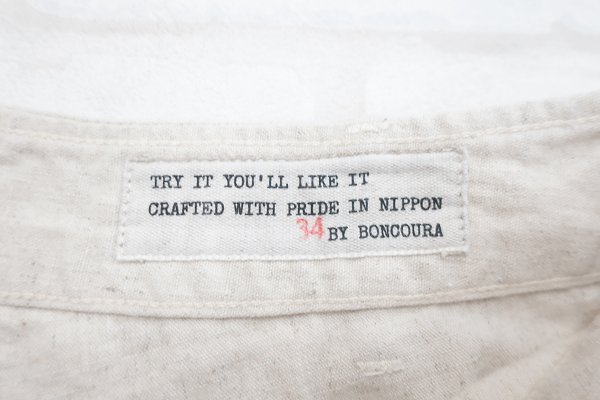 TRY IT YOU'LL LIKE IT
CRAFTED WITH PRIDE IN NIPPON
34 BY BONCOURA